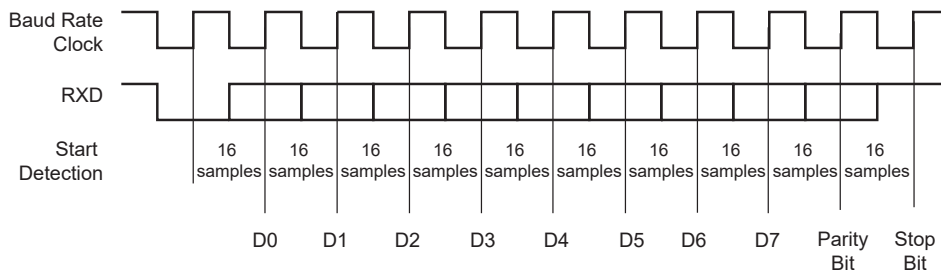 Baud Rate
Clock
RXD
Start
Detection
16 16 16 16 16 16 16 16 16 16
samples samples samples samples samples samples samples samples samples samples
D0 D1 D2 D3 D4 D5 D6 D7 Parity Stop
Bit Bit